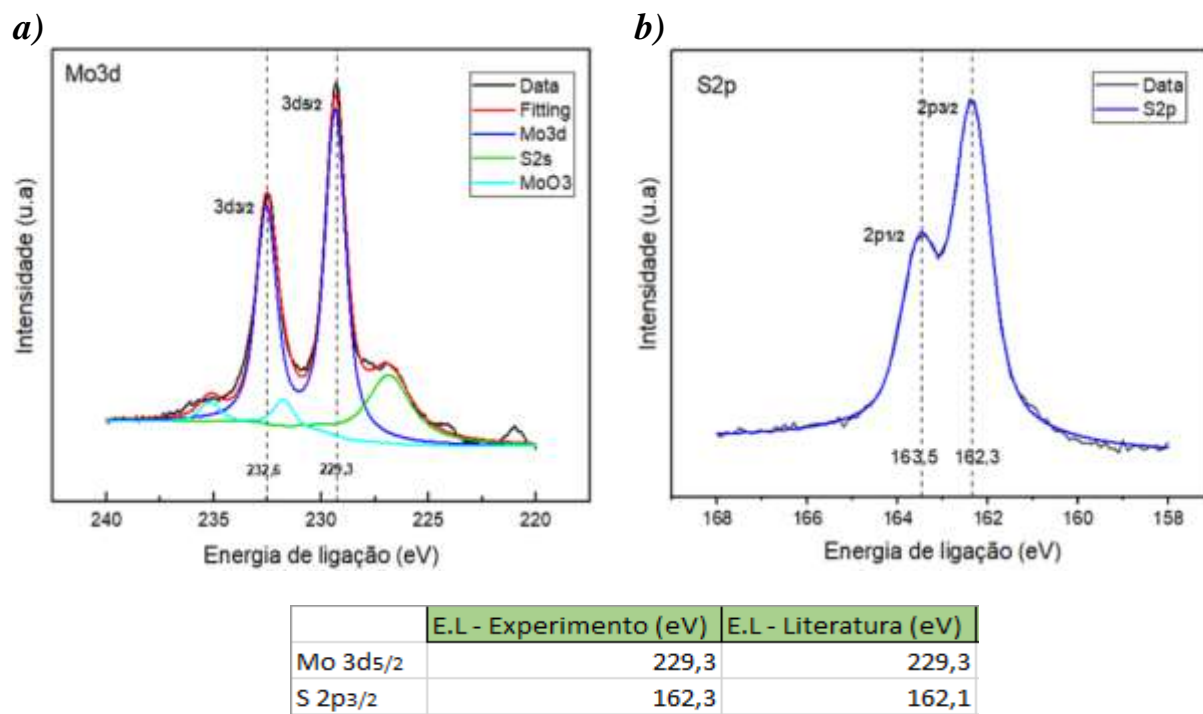 a)
Mo3d
3d5/2
3d3/2
Data
Fitting
Mo3d
S2s
MoO3
Intensidade (u.a)
232,6
229,3
240
235
230
225
220
Energia de ligação (eV)
b)
S2p
2p3/2
2p1/2
Data
S2p
Intensidade (u.a)
163,5
162,3
168
166
164
162
160
158
Energia de ligação (eV)
E.L - Experimento (eV) E.L - Literatura (eV)
Mo 3d5/2 229,3 229,3
S 2p3/2 162,3 162,1